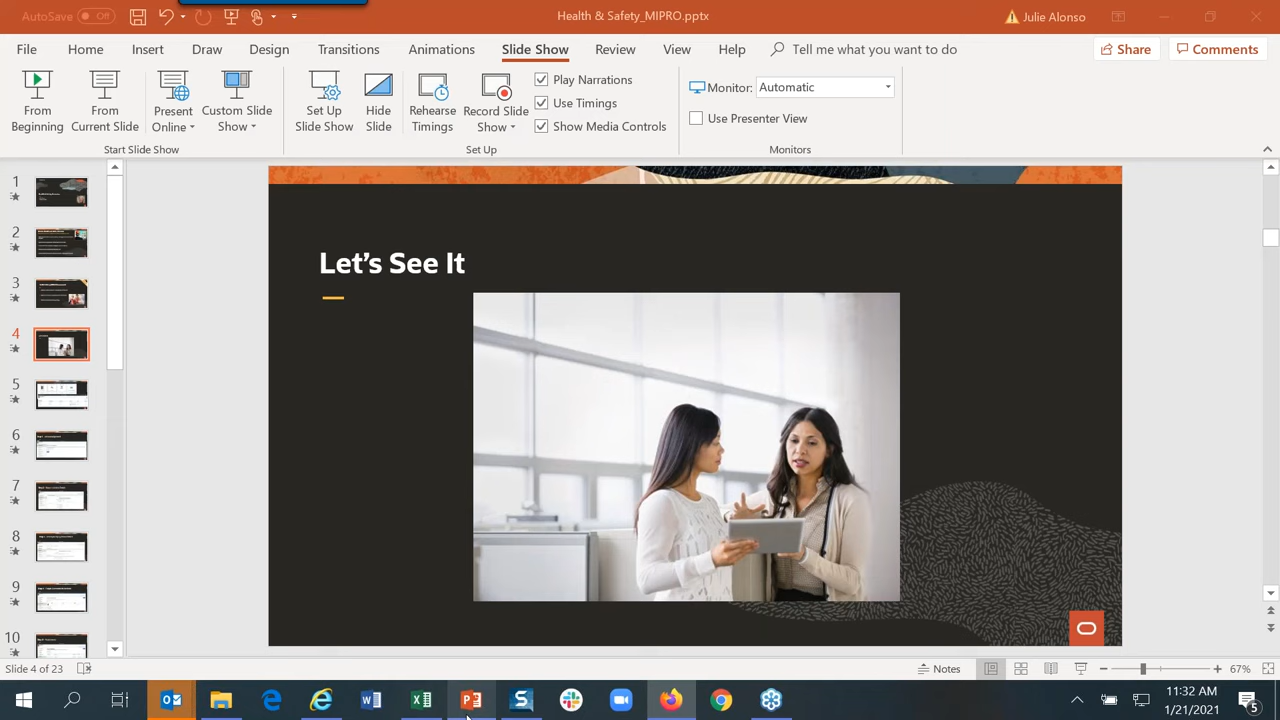 AutoSave Off
Health & Safety_MIPRO.pptx
Julie Alonso
File Home Insert Draw Design Transitions Animations Slide Show Review View Help Tell me what you want to do
Share Comments
From Beginning
From Current Slide
Present Online
Custom Slide Show
Start Slide Show
Set Up Slide Show
Hide Slide
Rehearse Timings
Record Slide Show
Play Narrations
Use Timings
Show Media Controls
Set Up
Monitor: Automatic
Use Presenter View
Monitors
1
2
3
4
5
6
7
8
9
10
Let's See It
Slide 4 of 23
Notes
67%
11:32 AM
1/21/2021
5